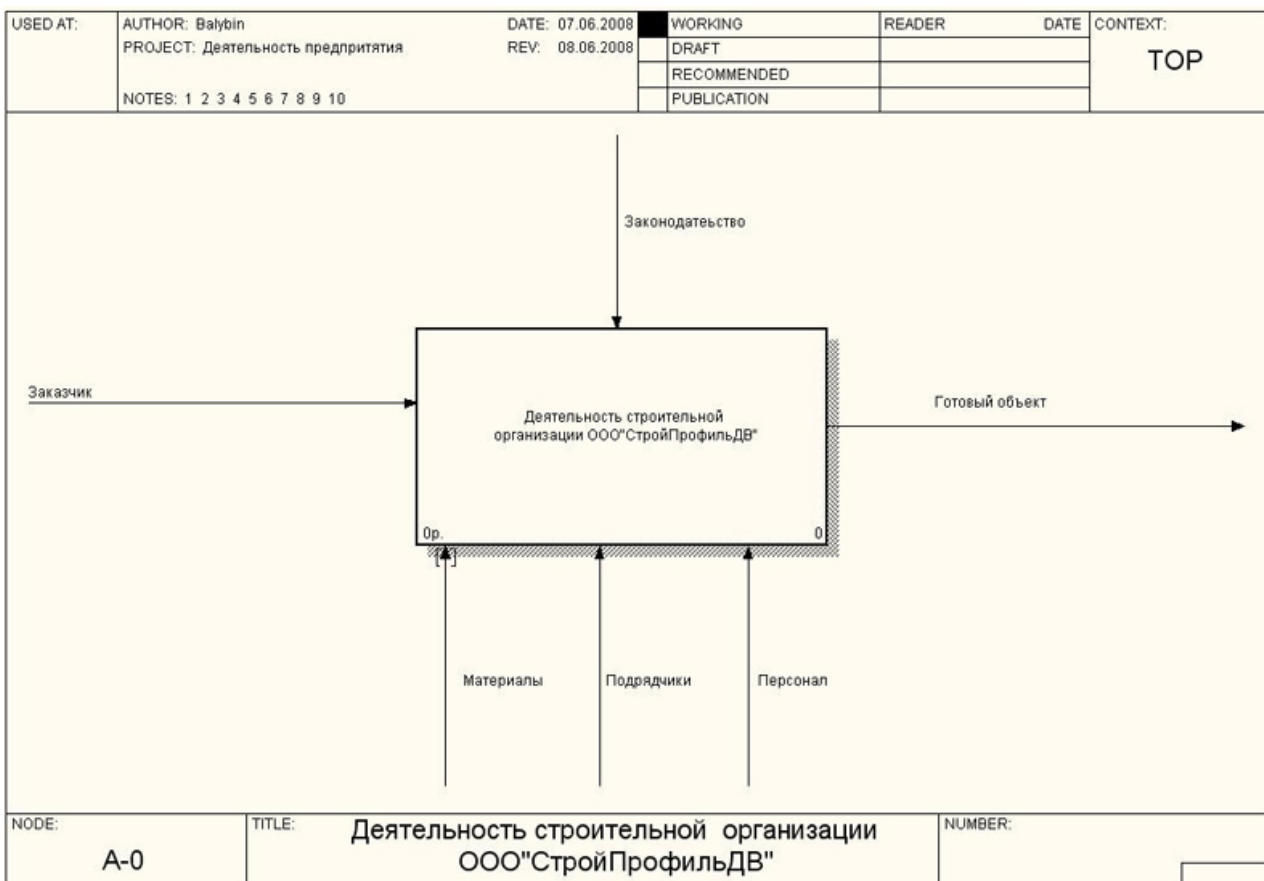 USED AT:
AUTHOR: Balybin
DATE: 07.06.2008
PROJECT: Деятельность предпритятия
REV: 08.06.2008
NOTES: 1 2 3 4 5 6 7 8 9 10
WORKING
DRAFT
RECOMMENDED
PUBLICATION
READER DATE
CONTEXT:
TOP
Законодатеьство
Заказчик
Деятельность строительной
организации ООО"СтройПрофильДВ"
0р. 0
Готовый объект
Материалы
Подрядчики
Персонал
NODE:
A-0
TITLE:
Деятельность строительной организации
ООО"СтройПрофильДВ"
NUMBER: